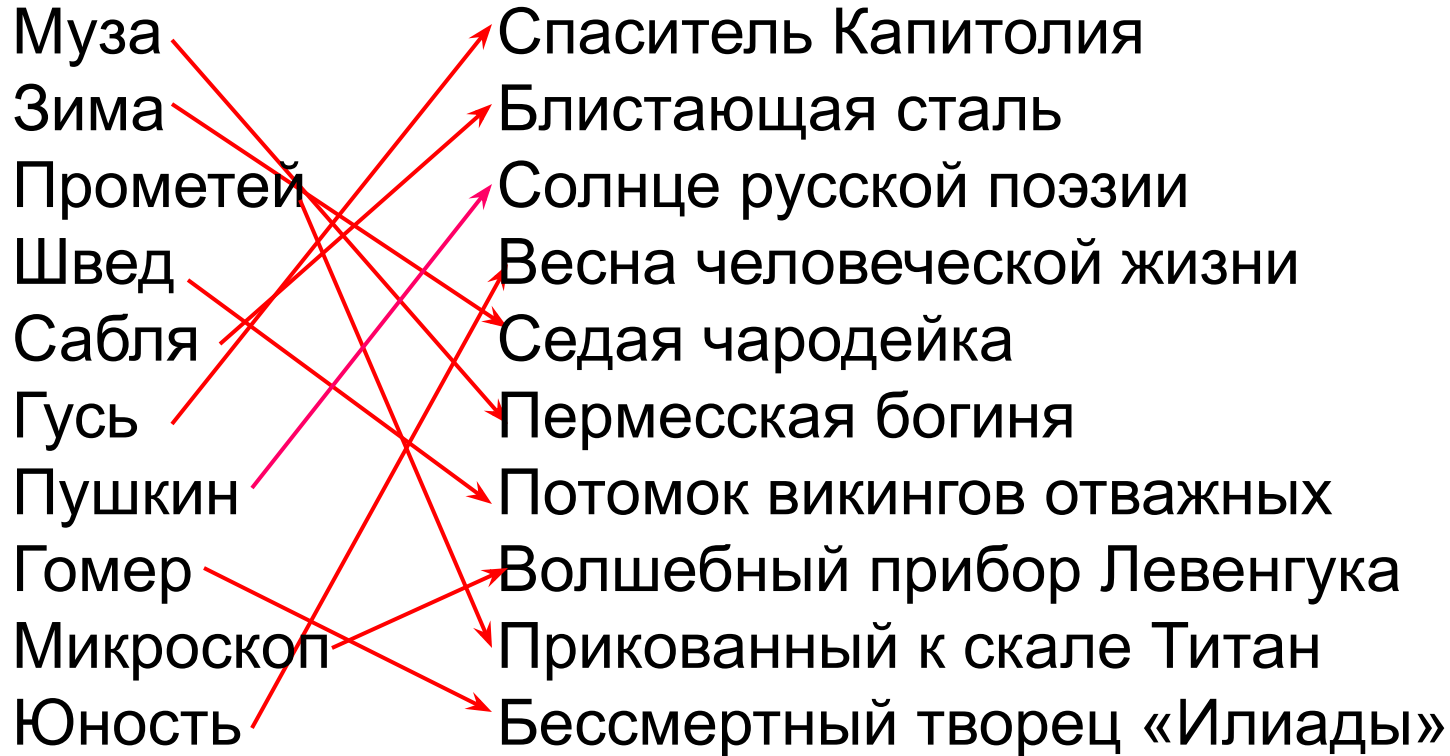 Муза Спаситель Капитолия
Зима Блистающая сталь
Прометей Солнце русской поэзии
Швед Весна человеческой жизни
Сабля Седая чародейка
Гусь Пермесская богиня
Пушкин Потомок викингов отважных
Гомер Волшебный прибор Левенгука
Микроскоп Прикованный к скале Титан
Юность Бессмертный творец «Илиады»